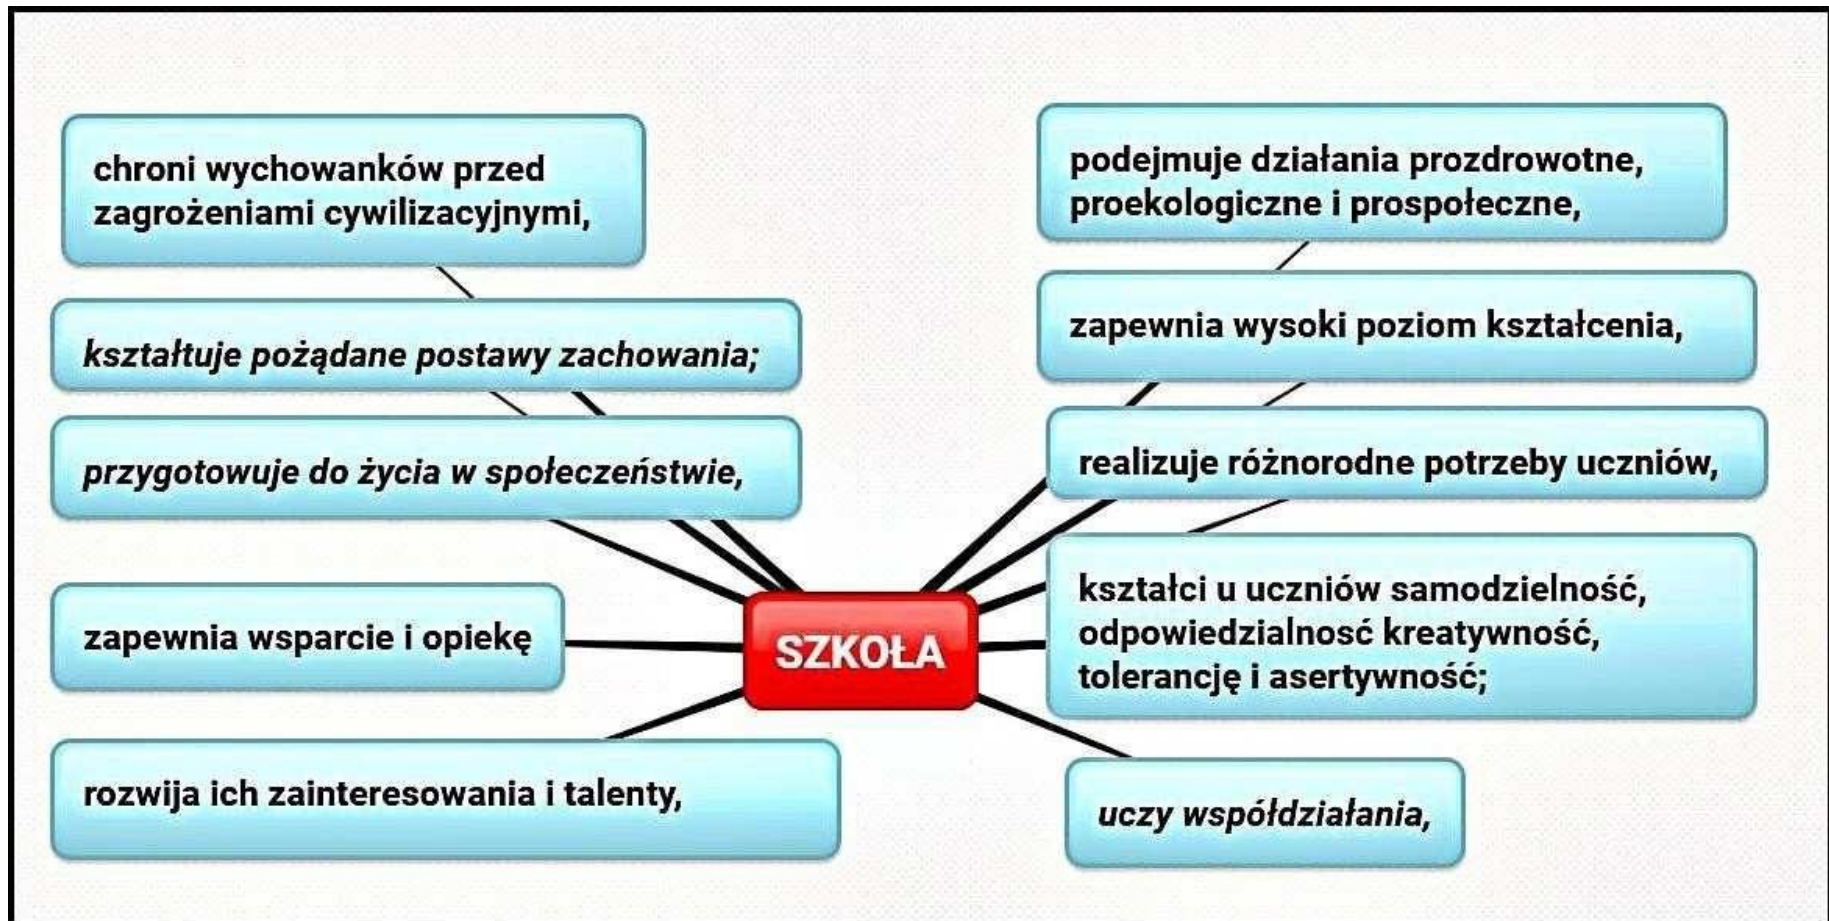 chroni wychowanków przed
zagrożeniami cywilizacyjnymi,
kształtuje pożądane postawy zachowania;
przygotowuje do życia w społeczeństwie,
zapewnia wsparcie i opiekę
rozwija ich zainteresowania i talenty,
SZKOŁA
podejmuje działania prozdrowotne,
proekologiczne i prospołeczne,
zapewnia wysoki poziom kształcenia,
realizuje różnorodne potrzeby uczniów,
kształci u uczniów samodzielność,
odpowiedzialnosć kreatywność,
tolerancję i asertywność;
uczy współdziałania,